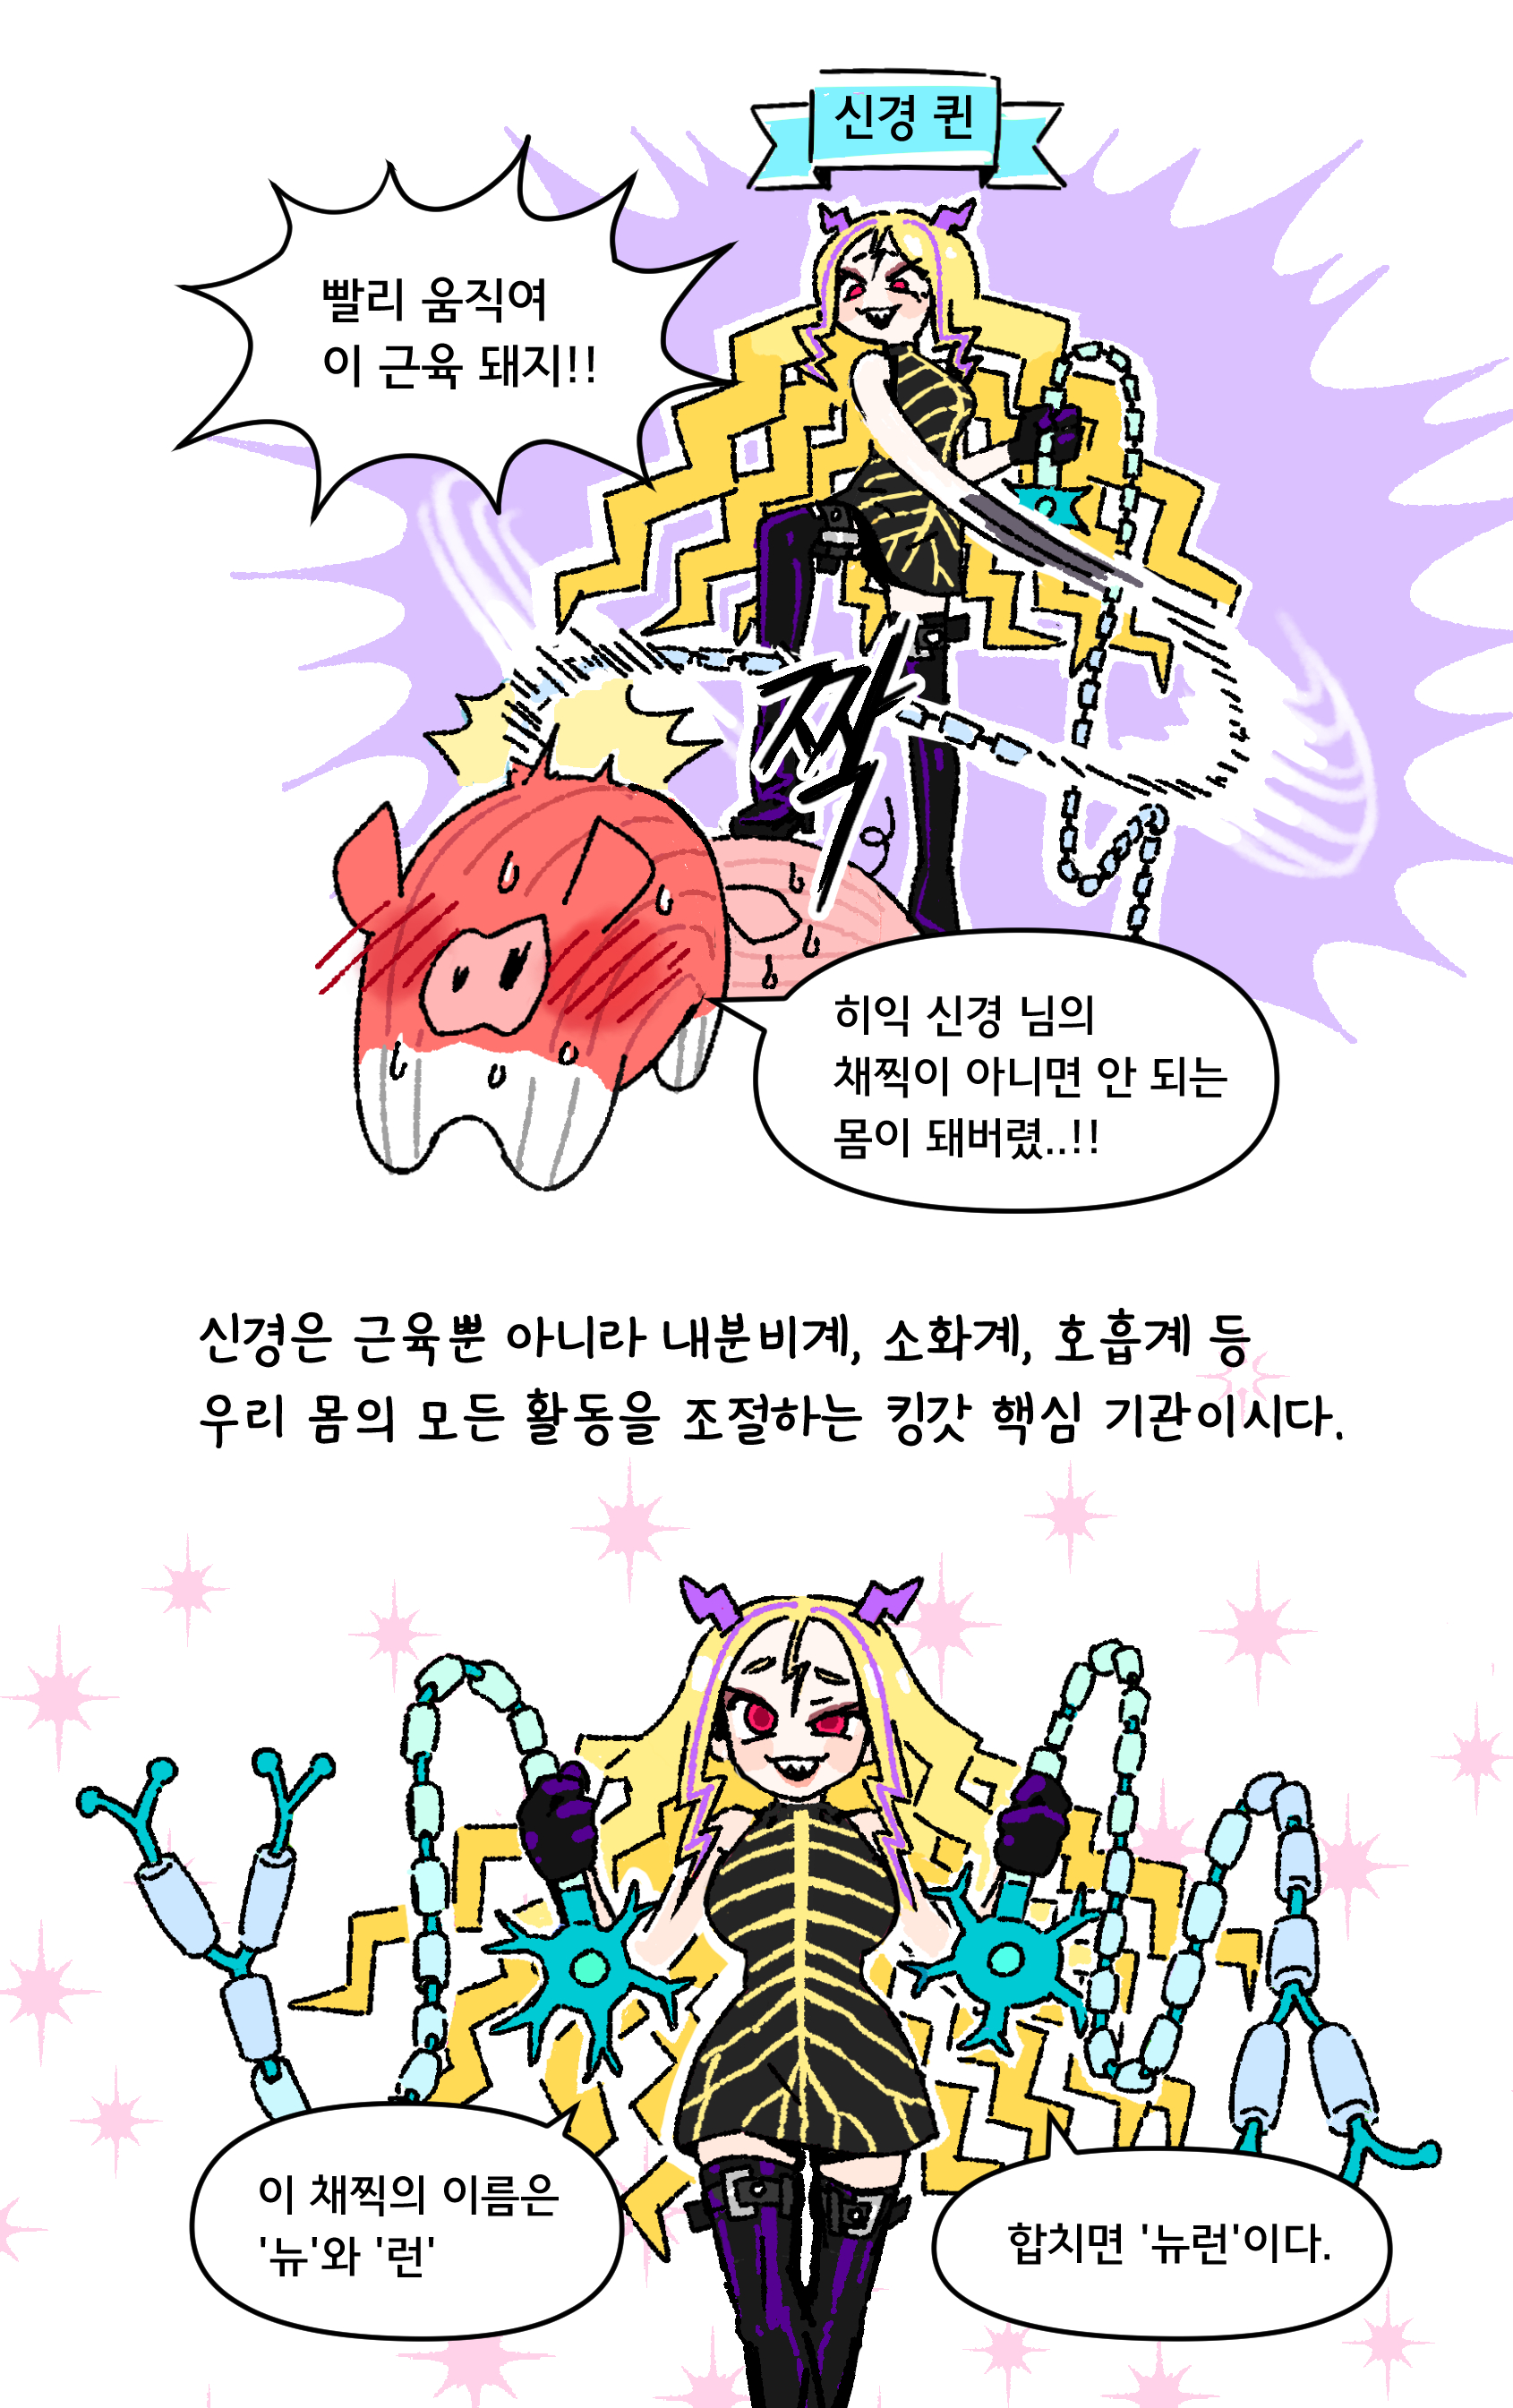 신경 퀸
빨리 움직여
이 근육 돼지!!
짝
히익 신경 님의
채찍이 아니면 안 되는
몸이 돼버렸..!!
신경은 근육뿐 아니라 내분비계, 소화계, 호흡계 등
우리 몸의 모든 활동을 조절하는 킹갓 핵심 기관이시다.
이 채찍의 이름은
'뉴'와 '런'
합치면 '뉴런'이다.